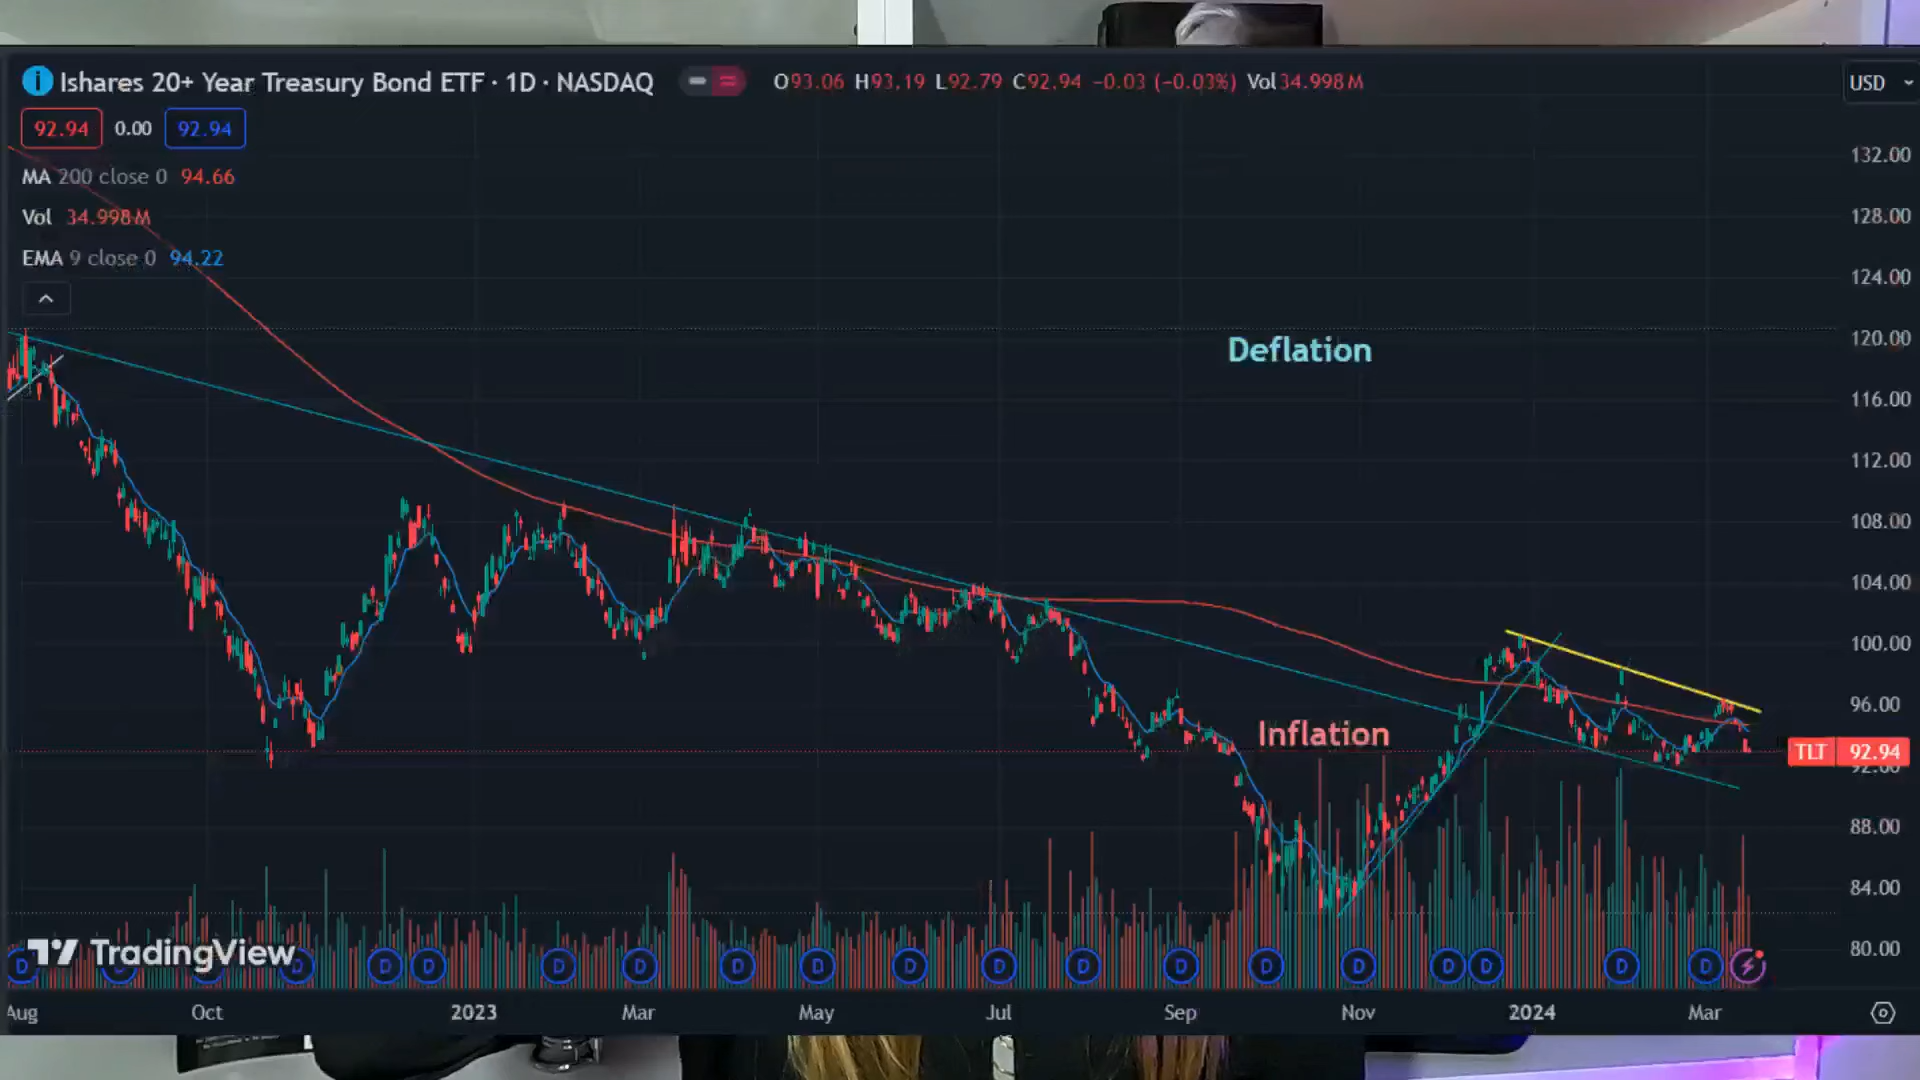 Ishares 20+ Year Treasury Bond ETF · 1D · NASDAQ O93.06 H93.19 L92.79 C92.94 −0.03 (−0.03%) Vol34.998M USD
92.94 0.00 92.94
MA 200 close 0 94.66
Vol 34.998M
EMA 9 close 0 94.22
132.00
128.00
124.00
120.00
Deflation
116.00
112.00
108.00
104.00
100.00
96.00
Inflation
TLT 92.94
92.00
88.00
84.00
80.00
TradingView
D D D D D D D D D D D D D D D D D D D
Aug Oct 2023 Mar May Jul Sep Nov 2024 Mar